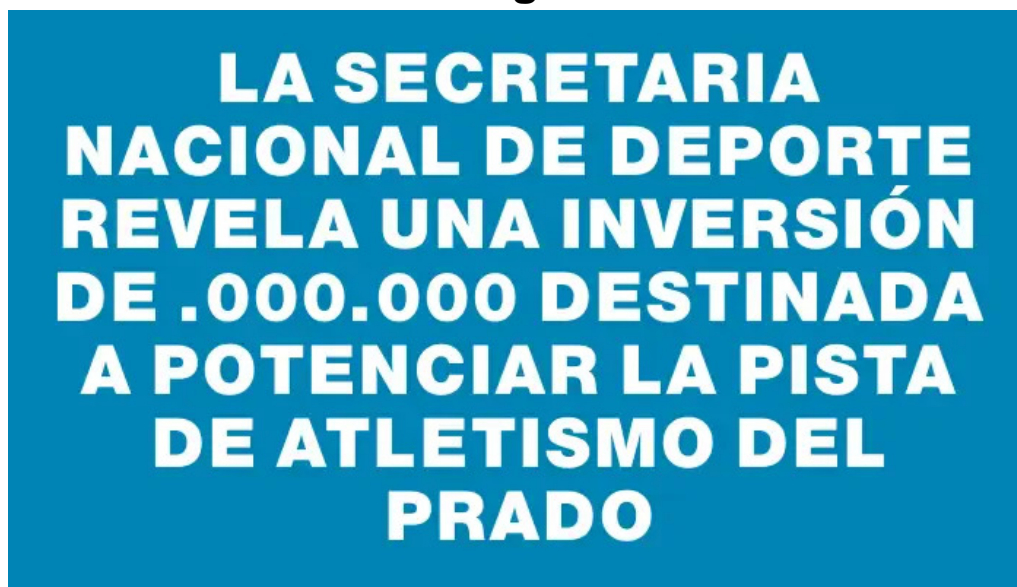 LA SECRETARIA
NACIONAL DE DEPORTE
REVELA UNA INVERSIÓN
DE .000.000 DESTINADA
A POTENCIAR LA PISTA
DE ATLETISMO DEL
PRADO